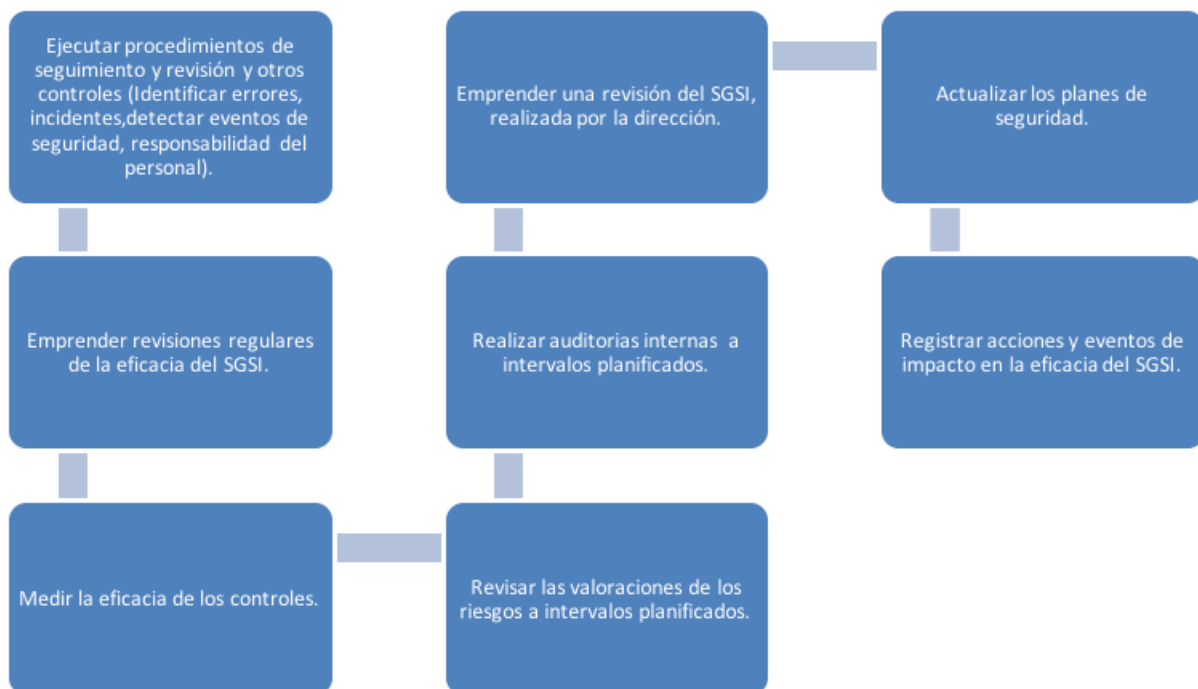 Ejecutar procedimientos de
seguimiento y revisión y otros
controles (Identificar errores,
incidentes,detectar eventos de
seguridad, responsabilidad del
personal).
Emprender revisiones regulares
de la eficacia del SGSI.
Medir la eficacia de los controles.
Revisar las valoraciones de los
riesgos a intervalos planificados.
Realizar auditorias internas a
intervalos planificados.
Emprender una revisión del SGSI,
realizada por la dirección.
Actualizar los planes de
seguridad.
Registrar acciones y eventos de
impacto en la eficacia del SGSI.